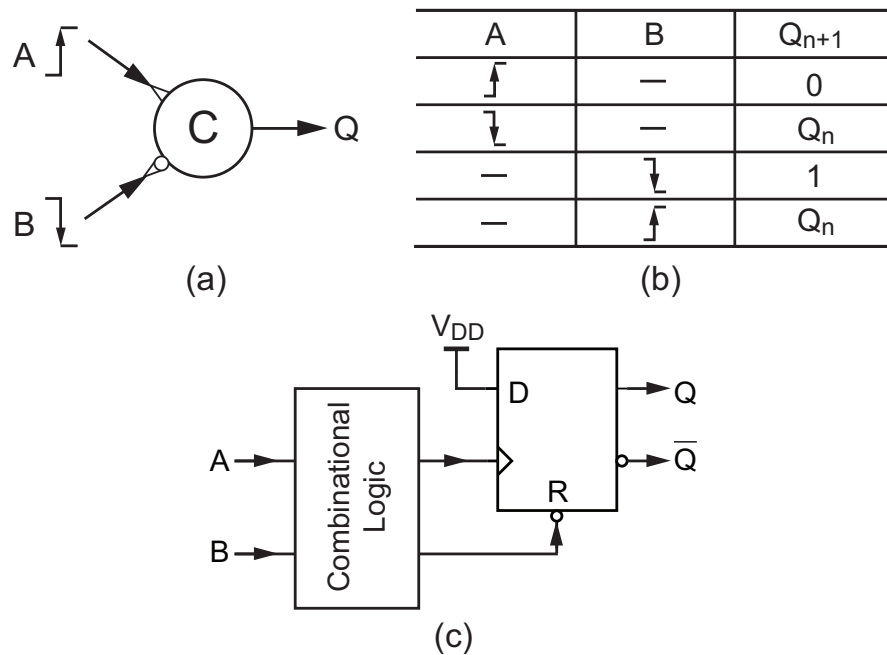 A
C
Q
B
(a)
A B Qn+1
— 0
— Qn
— 1
— Qn
(b)
VDD
Combinational
Logic
D
Q
A
Q̅
R
B
(c)